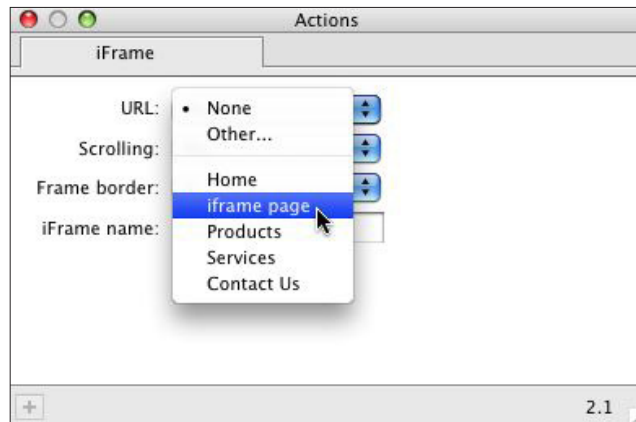 Actions
iFrame
URL:
• None
Other...
Scrolling:
Home
Frame border:
iframe page
iFrame name:
Products
Services
Contact Us
2.1